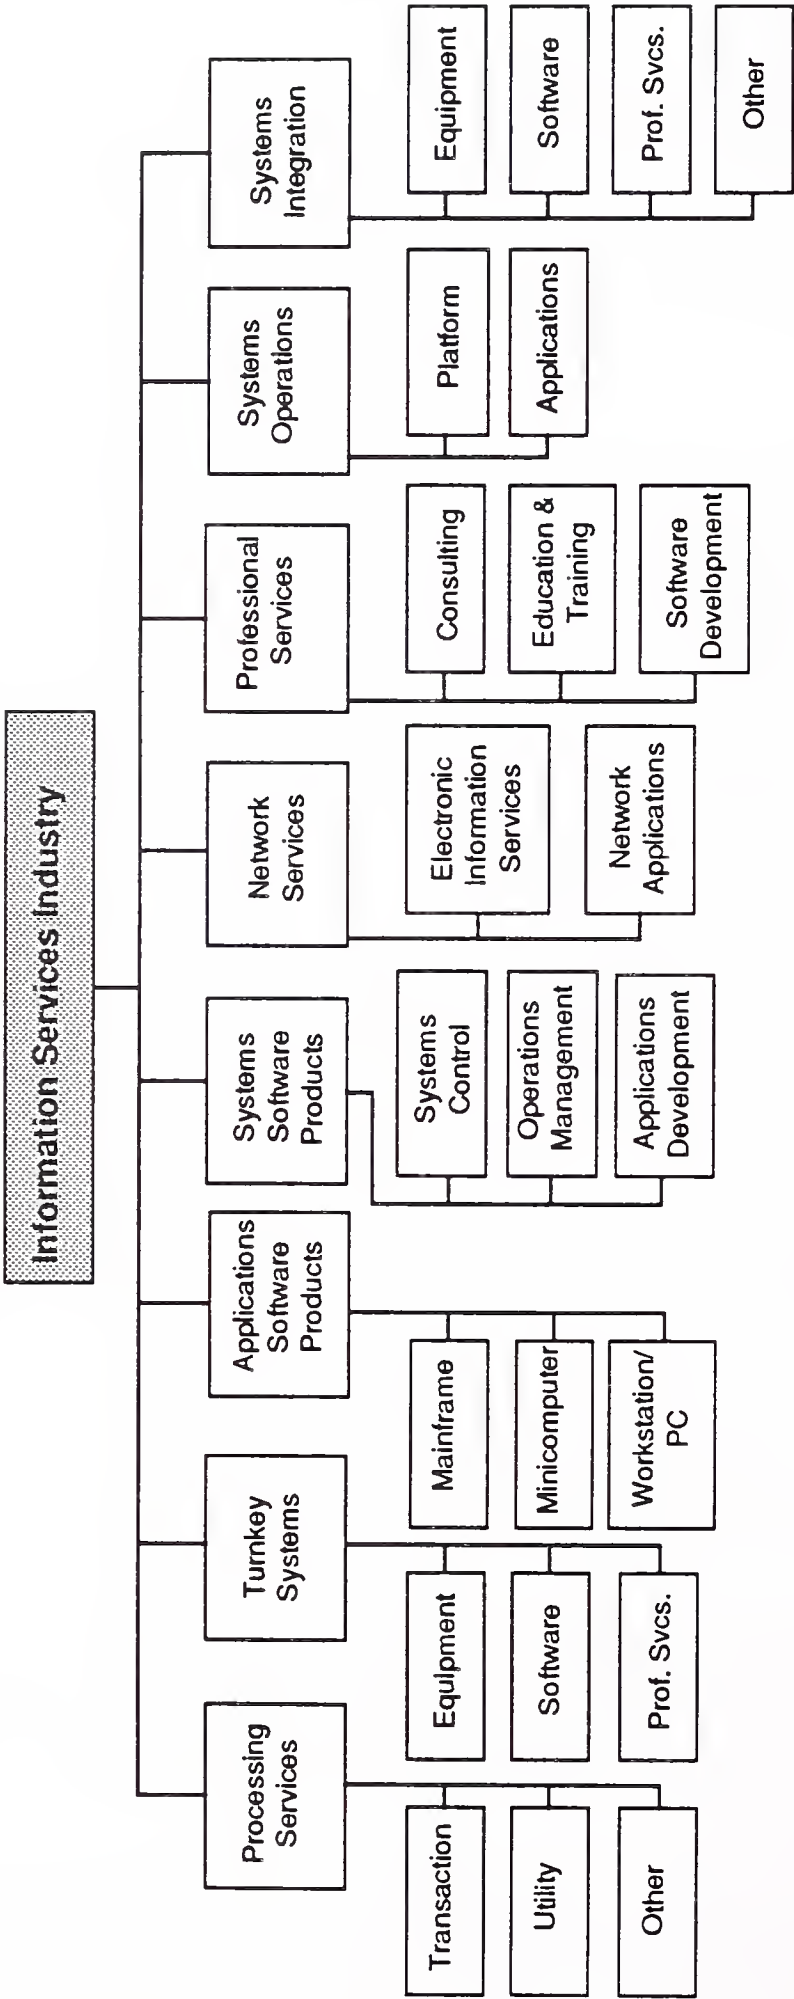 Information Services Industry
Processing
Services
Transaction
Utility
Other
Turnkey
Systems
Equipment
Software
Prof. Svcs.
Applications
Software
Products
Mainframe
Minicomputer
Workstation/
PC
Systems
Software
Products
Systems
Control
Operations
Management
Applications
Development
Network
Services
Electronic
Information
Services
Network
Applications
Professional
Services
Consulting
Education &
Training
Software
Development
Systems
Operations
Platform
Applications
Systems
Integration
Equipment
Software
Prof. Svcs.
Other